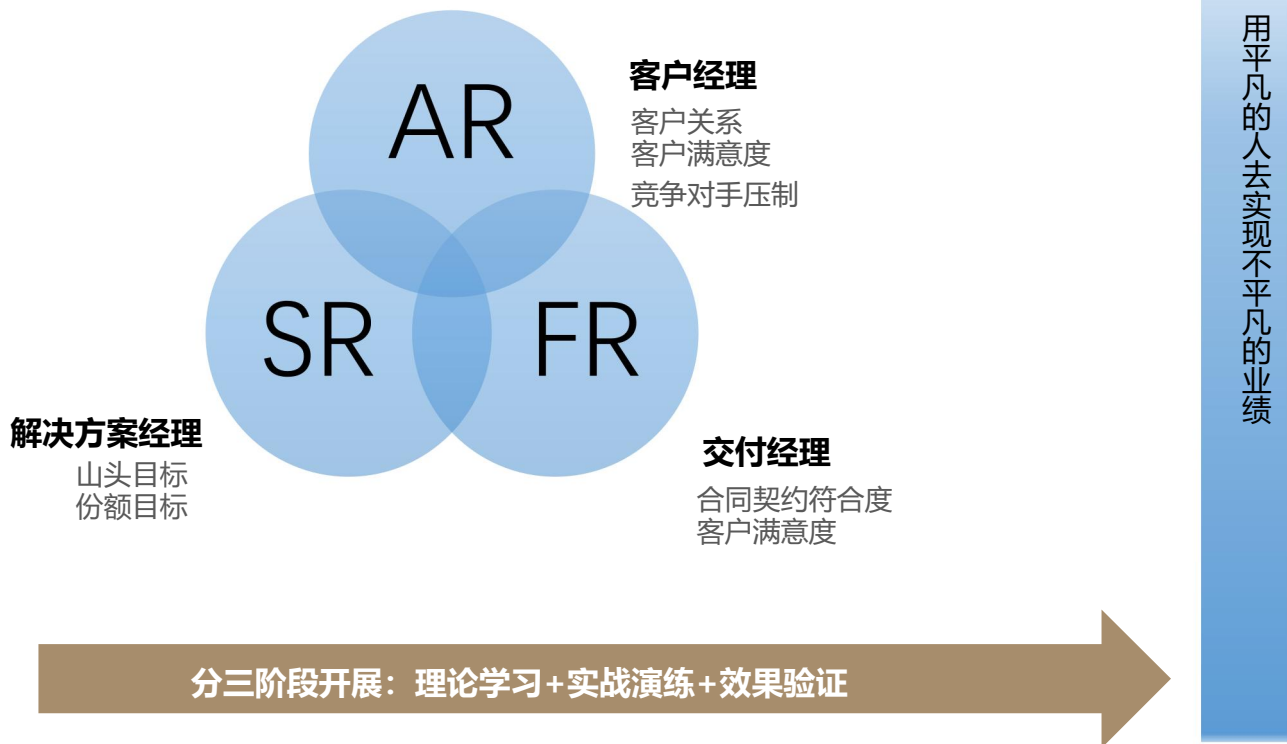 AR
客户经理
客户关系
客户满意度
竞争对手压制
SR
FR
解决方案经理
山头目标
份额目标
交付经理
合同契约符合度
客户满意度
分三阶段开展：理论学习+实战演练+效果验证
用平凡的人去实现不平凡的业绩